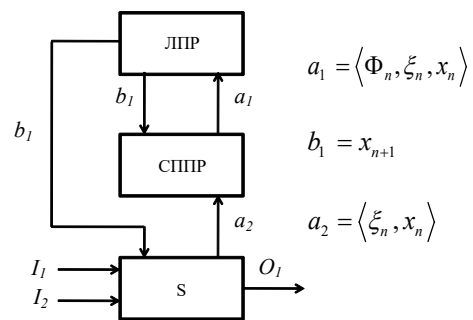 ЛПР
a₁ = ⟨Φₙ, ξₙ, xₙ⟩
b₁
a₁
b₁
b₁ = xₙ₊₁
СППР
a₂
a₂ = ⟨ξₙ, xₙ⟩
I₁
O₁
S
I₂